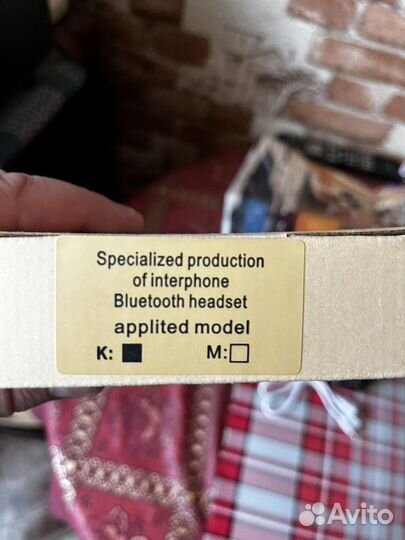 Specialized production
of interphone
Bluetooth headset
applited model
K: ■ M: □
Avito